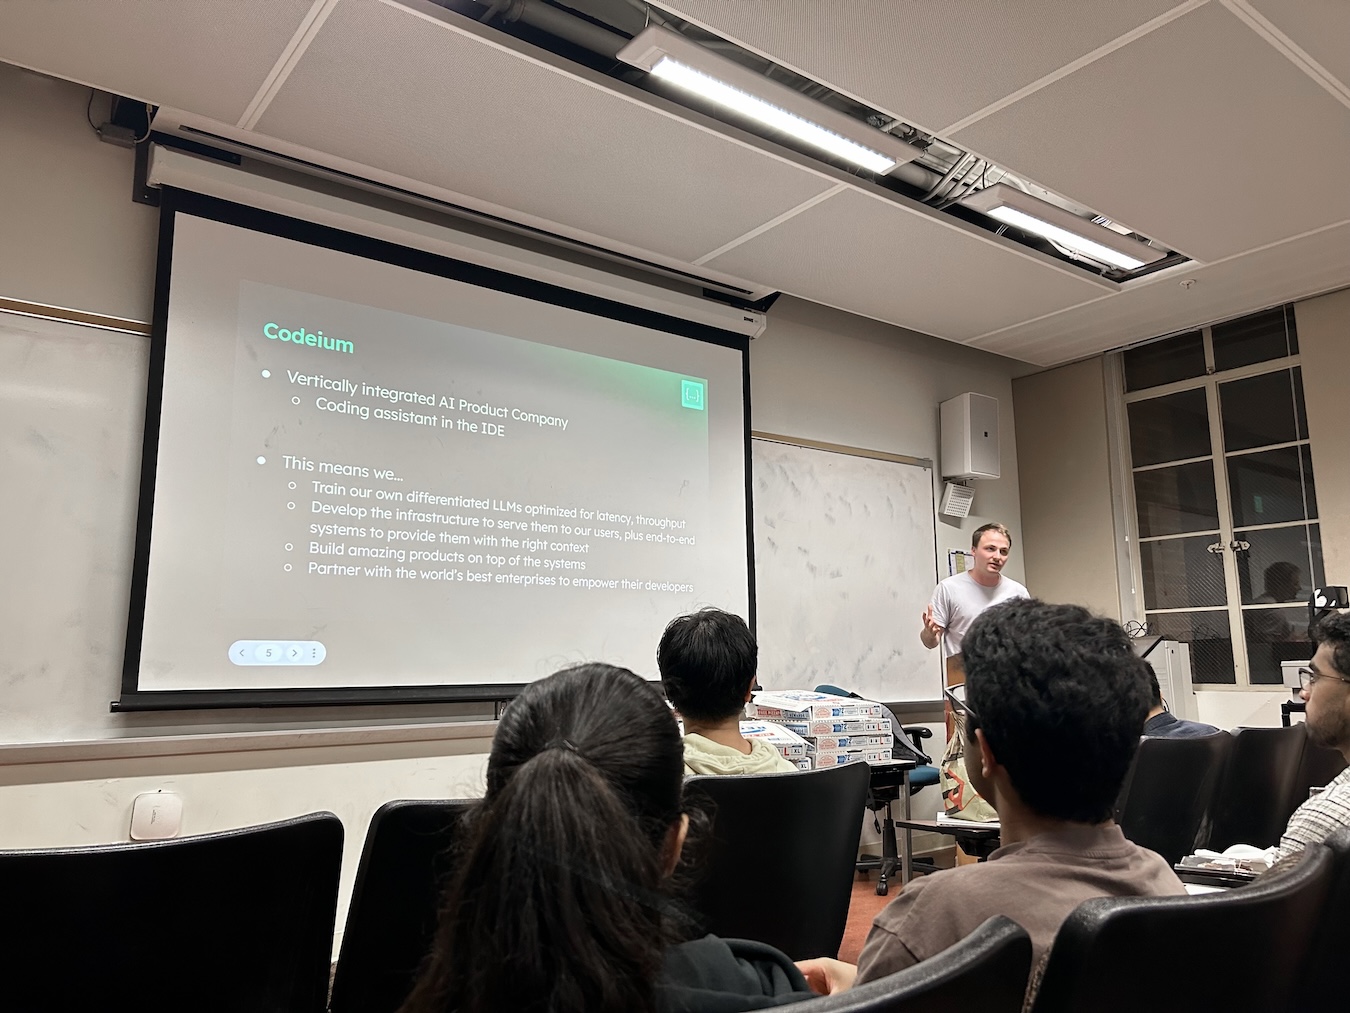 Codeium
[...]
● Vertically integrated AI Product Company
○ Coding assistant in the IDE
● This means we...
○ Train our own differentiated LLMs optimized for latency, throughput
○ Develop the infrastructure to serve them to our users, plus end-to-end
systems to provide them with the right context
○ Build amazing products on top of the systems
○ Partner with the world's best enterprises to empower their developers
< 5 >
XL